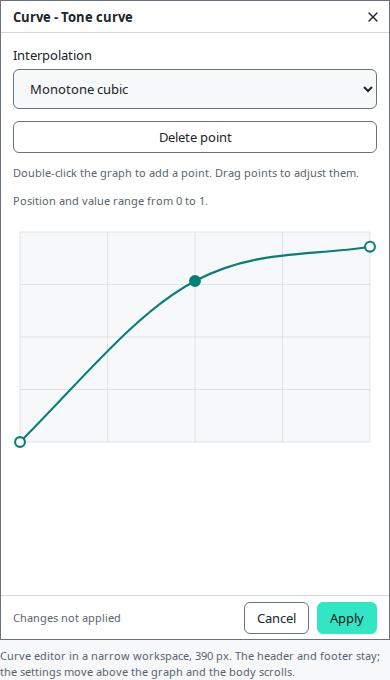 Curve - Tone curve
Interpolation
Monotone cubic
Delete point
Double-click the graph to add a point. Drag points to adjust them.
Position and value range from 0 to 1.
Changes not applied
Cancel
Apply
Curve editor in a narrow workspace, 390 px. The header and footer stay;
the settings move above the graph and the body scrolls.